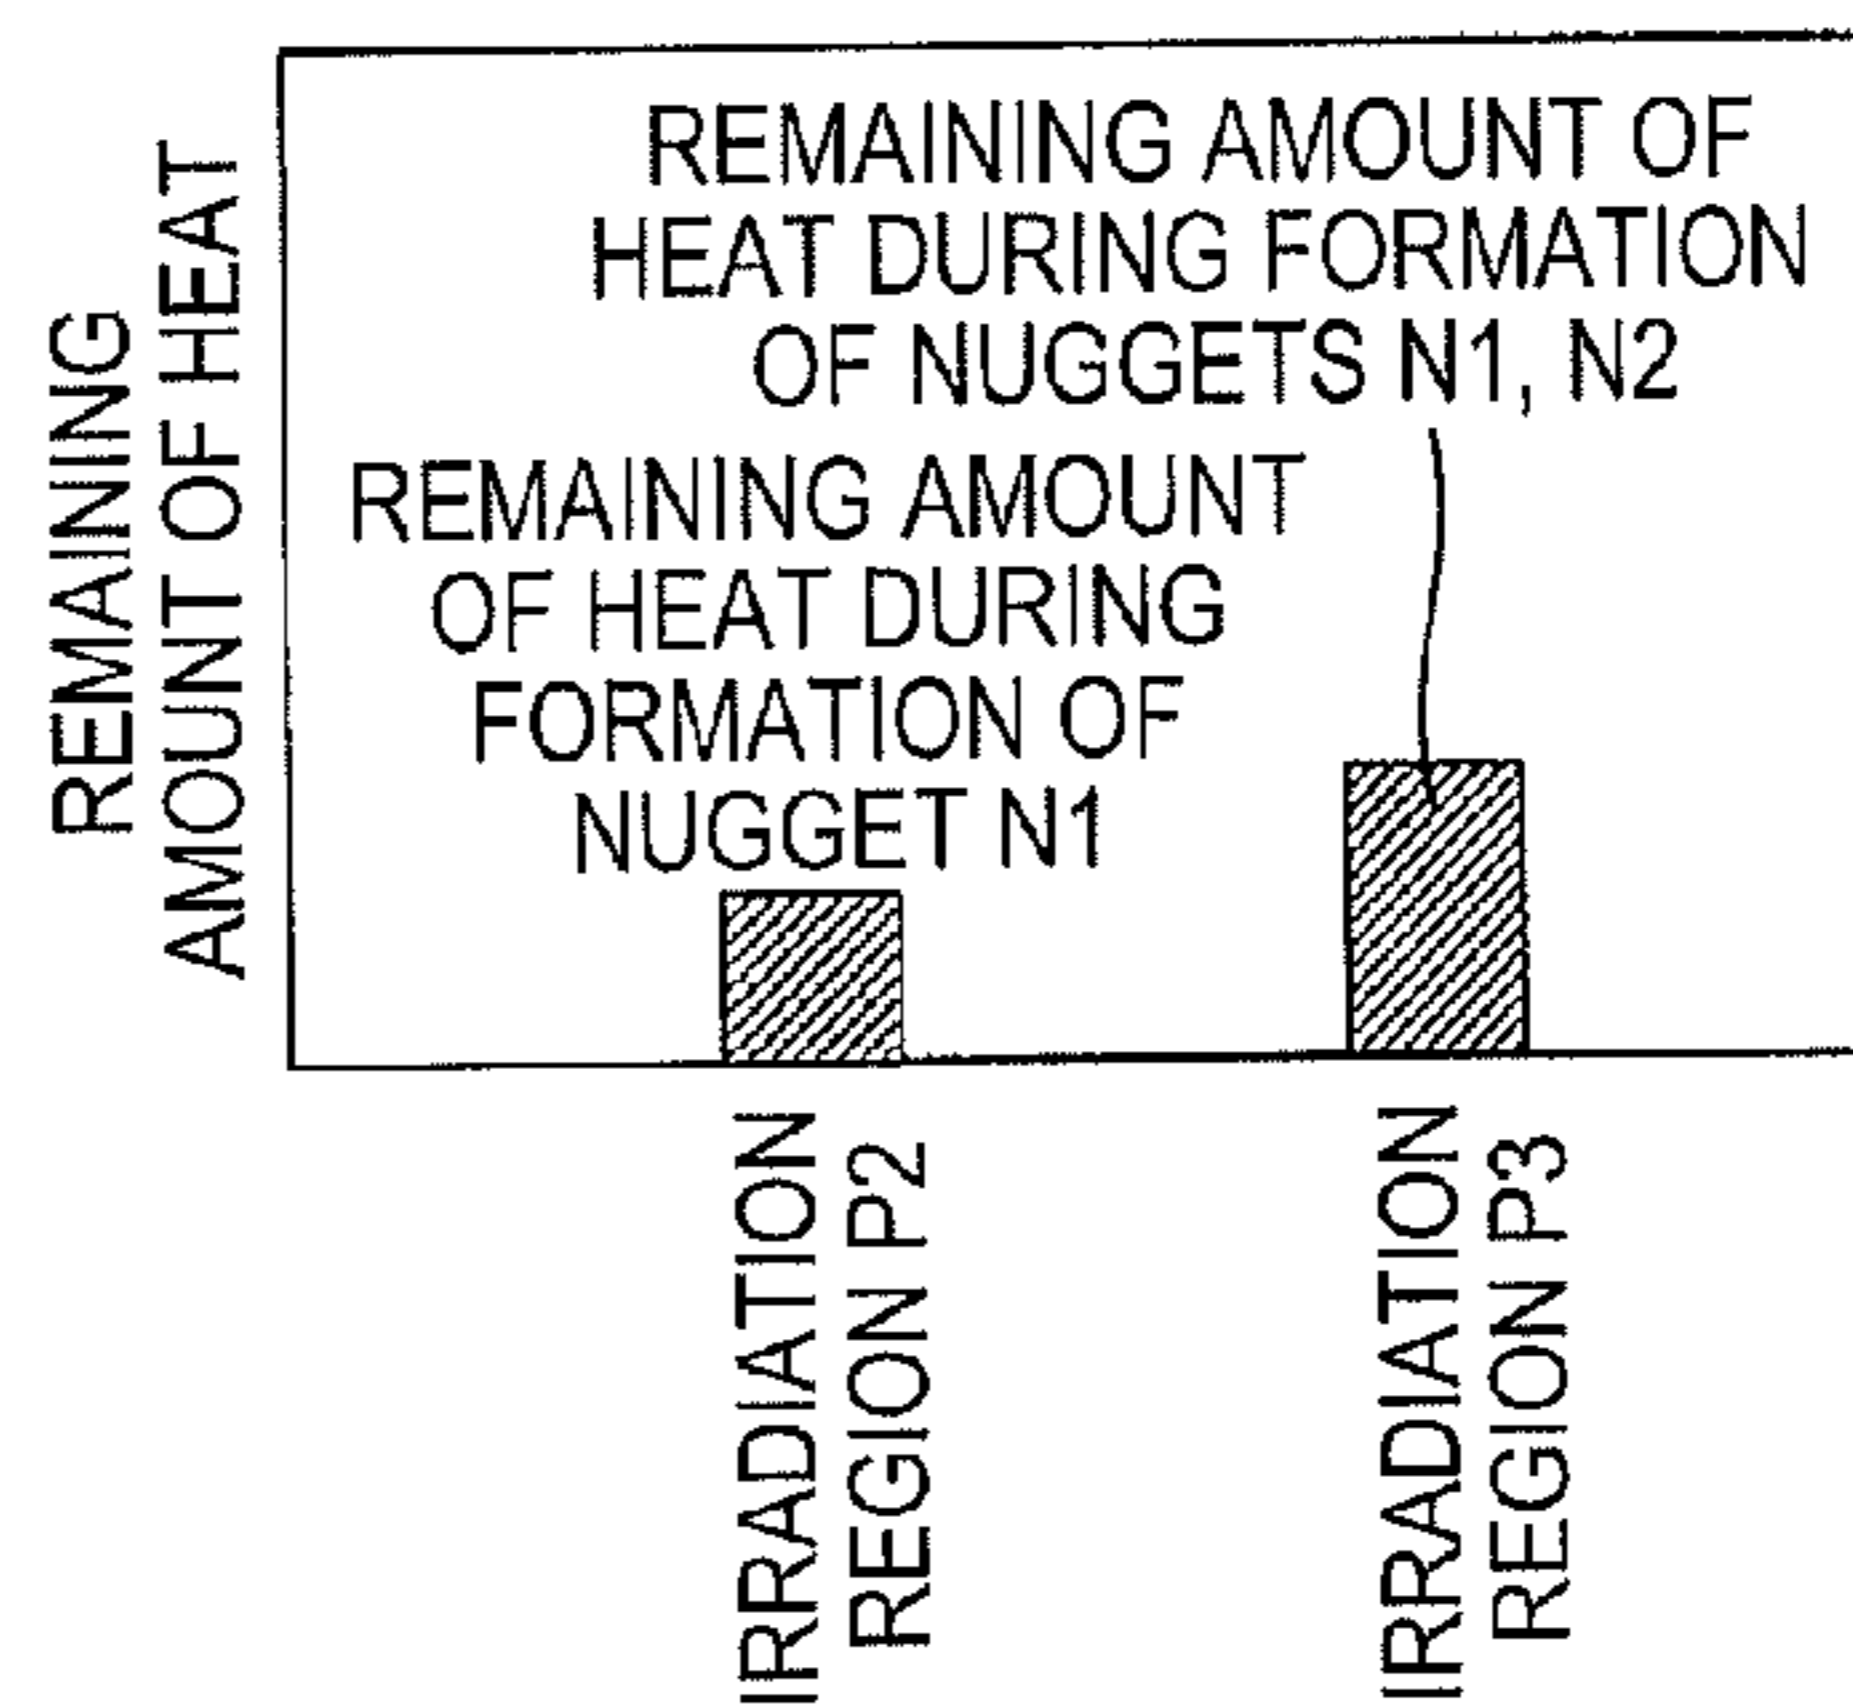 REMAINING
AMOUNT OF HEAT
REMAINING AMOUNT OF
HEAT DURING FORMATION
OF NUGGETS N1, N2
REMAINING AMOUNT
OF HEAT DURING
FORMATION OF
NUGGET N1
IRRADIATION
REGION P2
IRRADIATION
REGION P3